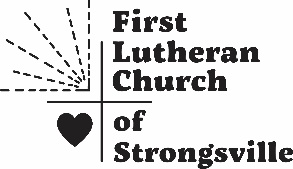 First
Lutheran
Church
of
Strongsville